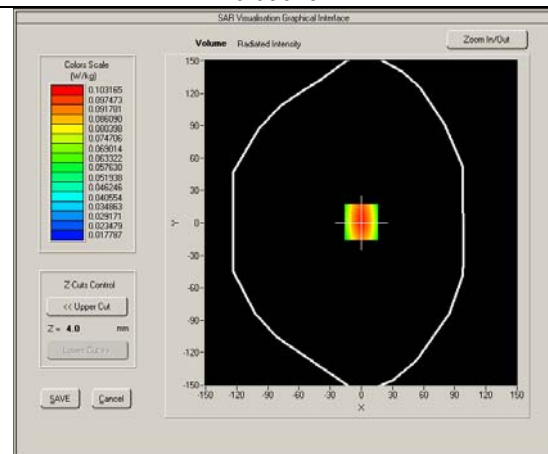 SAR Visualisation Graphical Interface
Volume Radiated Intensity
Zoom In/Out
Colors Scale
(W/kg)
0.103165
0.097473
0.091781
0.086090
0.080398
0.074706
0.069014
0.063322
0.057630
0.051938
0.046246
0.040554
0.034863
0.029171
0.023479
0.017787
150
120
90
60
30
0
-30
-60
-90
-120
-150
Y
-150 -120 -90 -60 -30 0 30 60 90 120 150
X
Z-Cuts Control
<< Upper Cut
Z = 4.0 mm
Lower Cut >>
SAVE Cancel